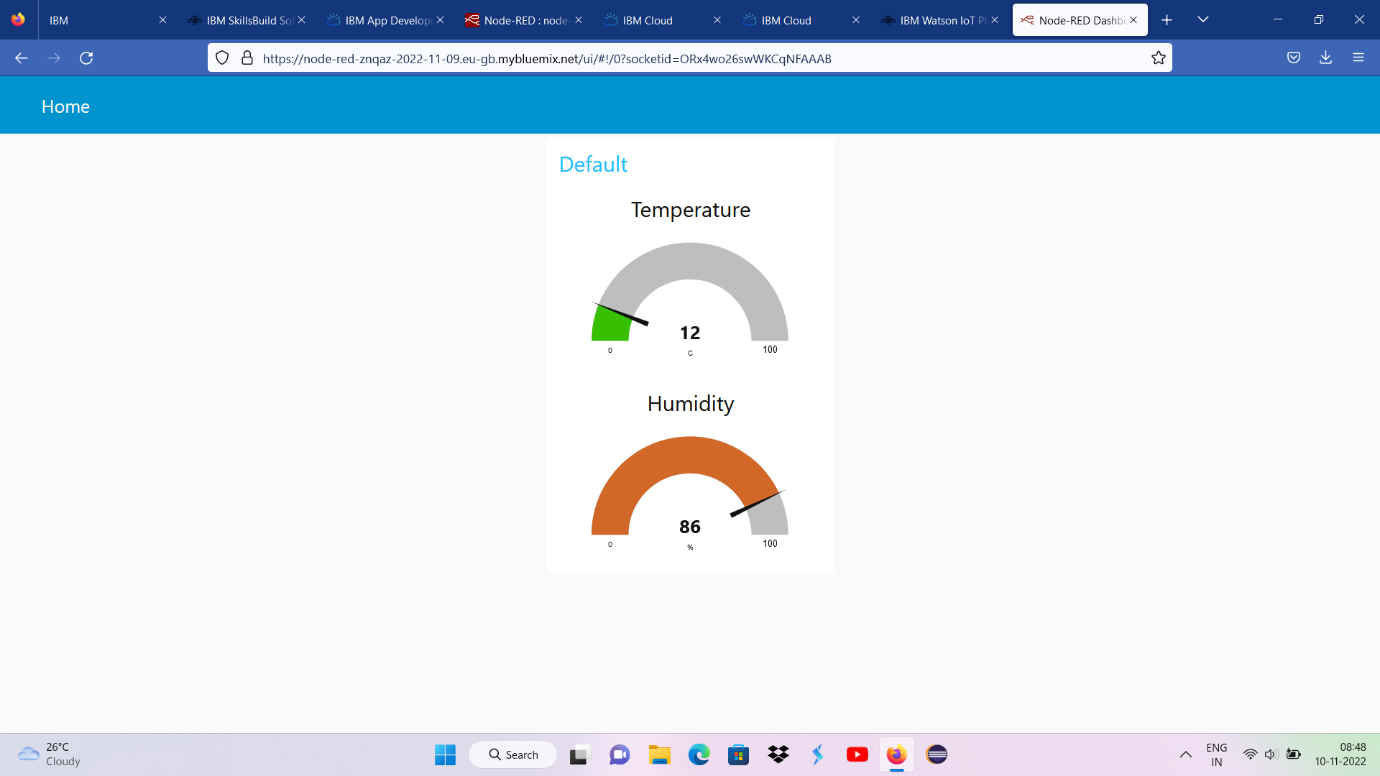 IBM
IBM SkillsBuild Sof
IBM App Develop
Node-RED : node-
IBM Cloud
IBM Cloud
IBM Watson IoT Pl
Node-RED Dashbo
https://node-red-znqaz-2022-11-09.eu-gb.mybluemix.net/ui/#!/0?socketid=ORx4wo26swWKCqNFAAAB
Home
Default
Temperature
12
C
0
100
Humidity
86
%
0
100
26°C
Cloudy
Search
ENG
IN
08:48
10-11-2022